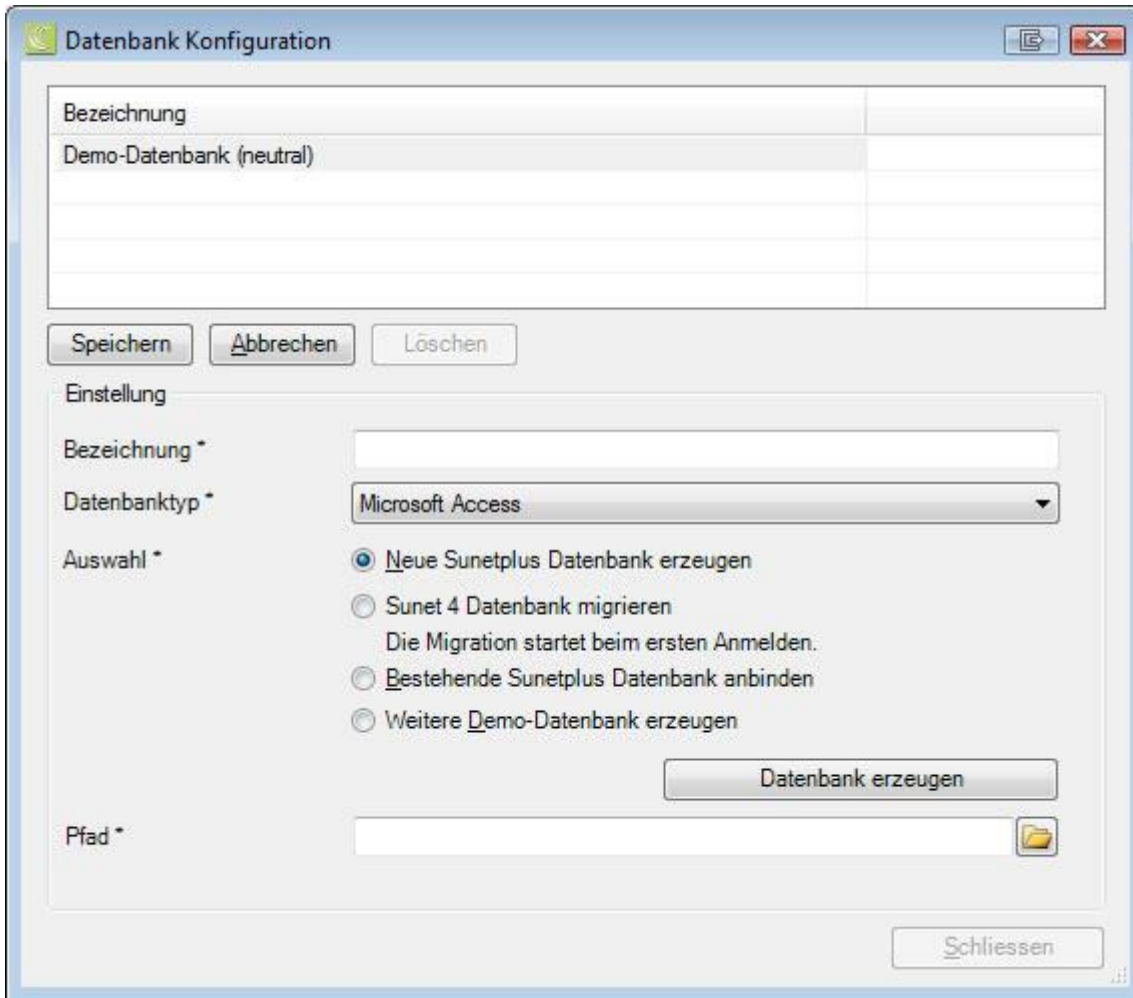 Datenbank Konfiguration
Bezeichnung
Demo-Datenbank (neutral)
Speichern Abbrechen Löschen
Einstellung
Bezeichnung *
Datenbanktyp * Microsoft Access
Auswahl * Neue Sunetplus Datenbank erzeugen
Sunet 4 Datenbank migrieren
Die Migration startet beim ersten Anmelden.
Bestehende Sunetplus Datenbank anbinden
Weitere Demo-Datenbank erzeugen
Datenbank erzeugen
Pfad *
Schliessen